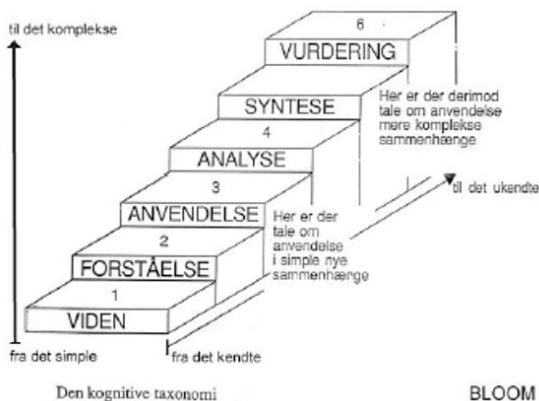 til det komplekse
6
VURDERING
SYNTESE
Her er der derimod
tale om anvendelse
mere komplekse
sammenhænge
4
ANALYSE
til det ukendte
3
ANVENDELSE
Her er der
tale om
anvendelse
i simple nye
sammenhænge
2
FORSTÅELSE
1
VIDEN
fra det simple
fra det kendte
Den kognitive taxonomi
BLOOM